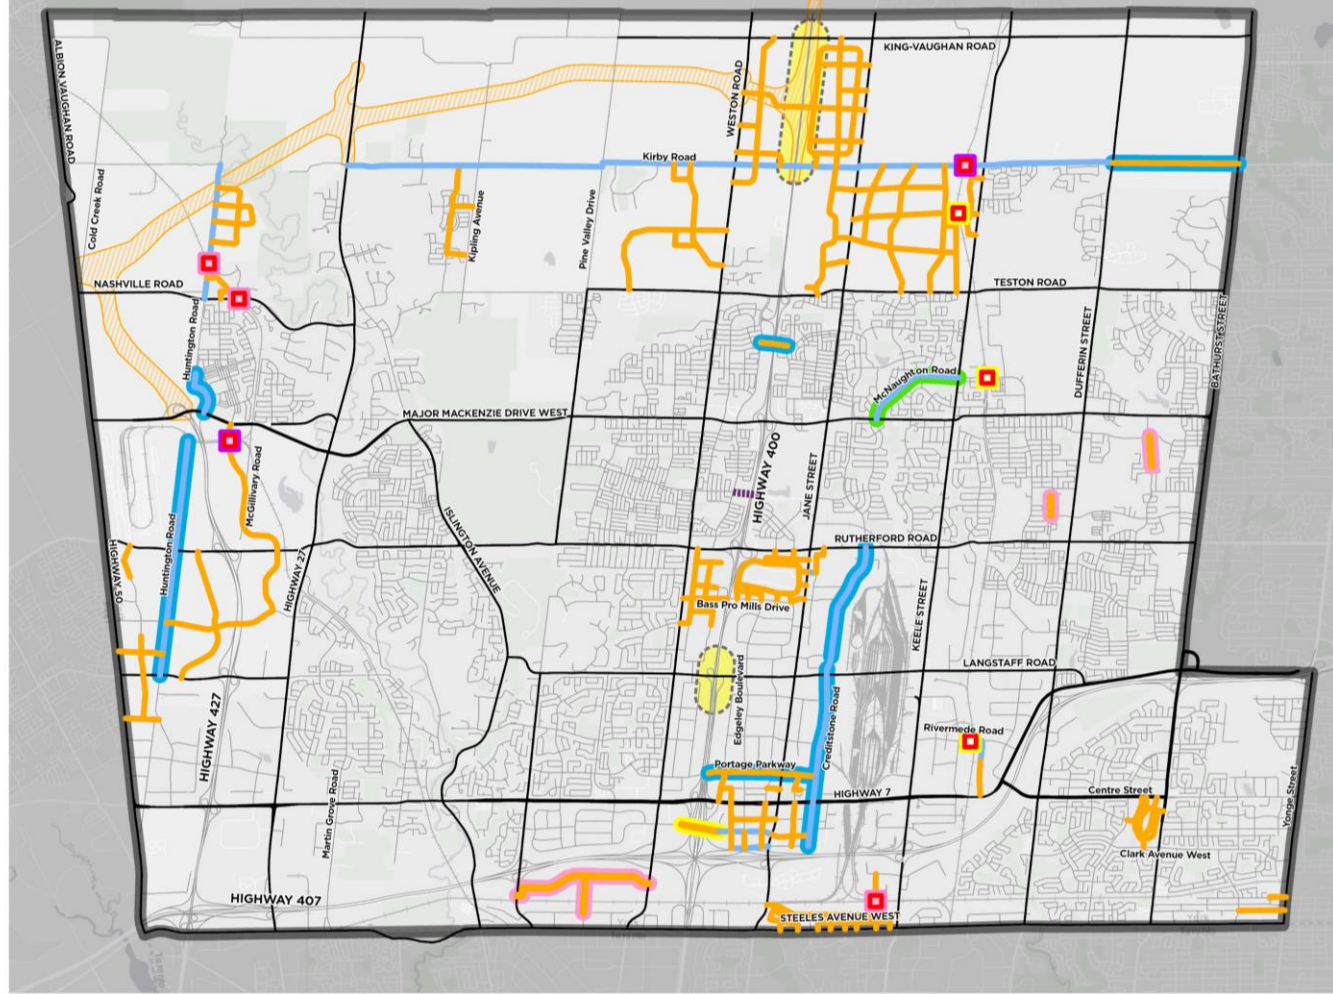 KING-VAUGHAN ROAD
ALBION VAUGHAN ROAD
WESTON ROAD
Kirby Road
Cold Creek Road
Kipling Avenue
Pine Valley Drive
NASHVILLE ROAD
TESTON ROAD
Huntington Road
DUFFERIN STREET
BATHURST STREET
McNaughton Road
MAJOR MACKENZIE DRIVE WEST
HIGHWAY 400
JANE STREET
McGillivary Road
ISLINGTON AVENUE
Huntington Road
HIGHWAY 50
HIGHWAY 27
RUTHERFORD ROAD
Bass Pro Mills Drive
KEELE STREET
LANGSTAFF ROAD
Edgeley Boulevard
Creditstone Road
HIGHWAY 427
Rivermede Road
Portage Parkway
HIGHWAY 7
Centre Street
Martin Grove Road
Yonge Street
Clark Avenue West
HIGHWAY 407
STEELES AVENUE WEST